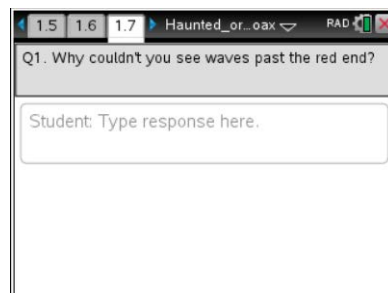 1.5 1.6 1.7 Haunted_or...oax RAD
Q1. Why couldn't you see waves past the red end?
Student: Type response here.